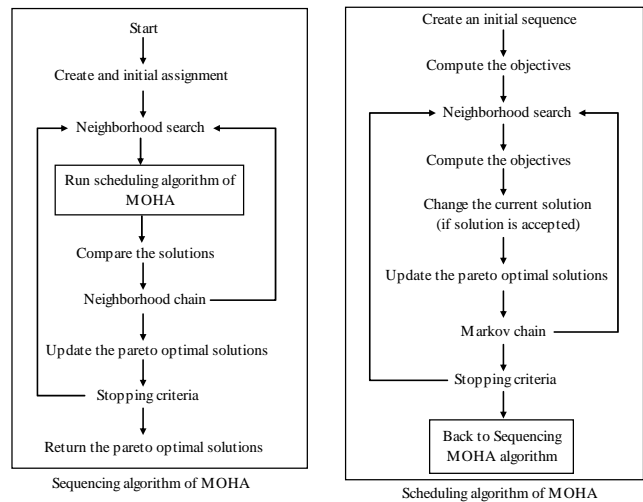 Start
Create and initial assignment
Neighborhood search
Run scheduling algorithm of
MOHA
Compare the solutions
Neighborhood chain
Update the pareto optimal solutions
Stopping criteria
Return the pareto optimal solutions
Sequencing algorithm of MOHA
Create an initial sequence
Compute the objectives
Neighborhood search
Compute the objectives
Change the current solution
(if solution is accepted)
Update the pareto optimal solutions
Markov chain
Stopping criteria
Back to Sequencing
MOHA algorithm
Scheduling algorithm of MOHA